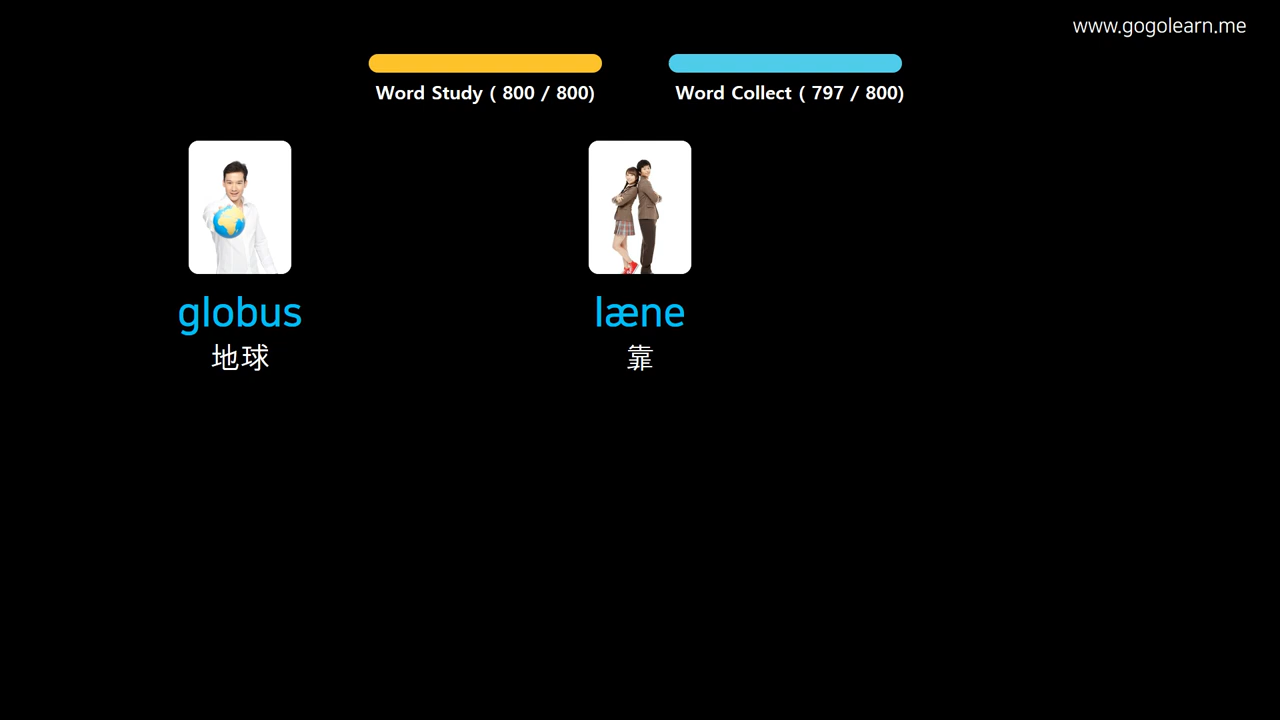 www.gogolearn.me
Word Study ( 800 / 800)
Word Collect ( 797 / 800)
globus
地球
læne
靠